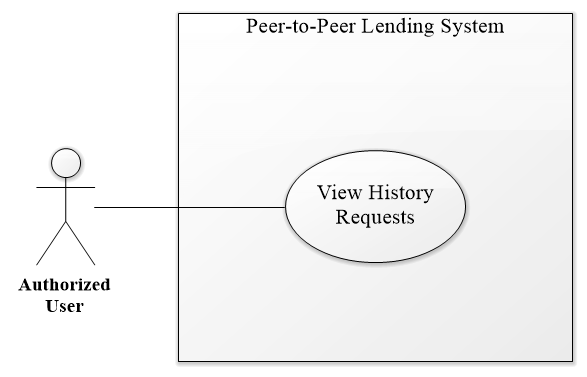 Peer-to-Peer Lending System
View History
Requests
Authorized
User